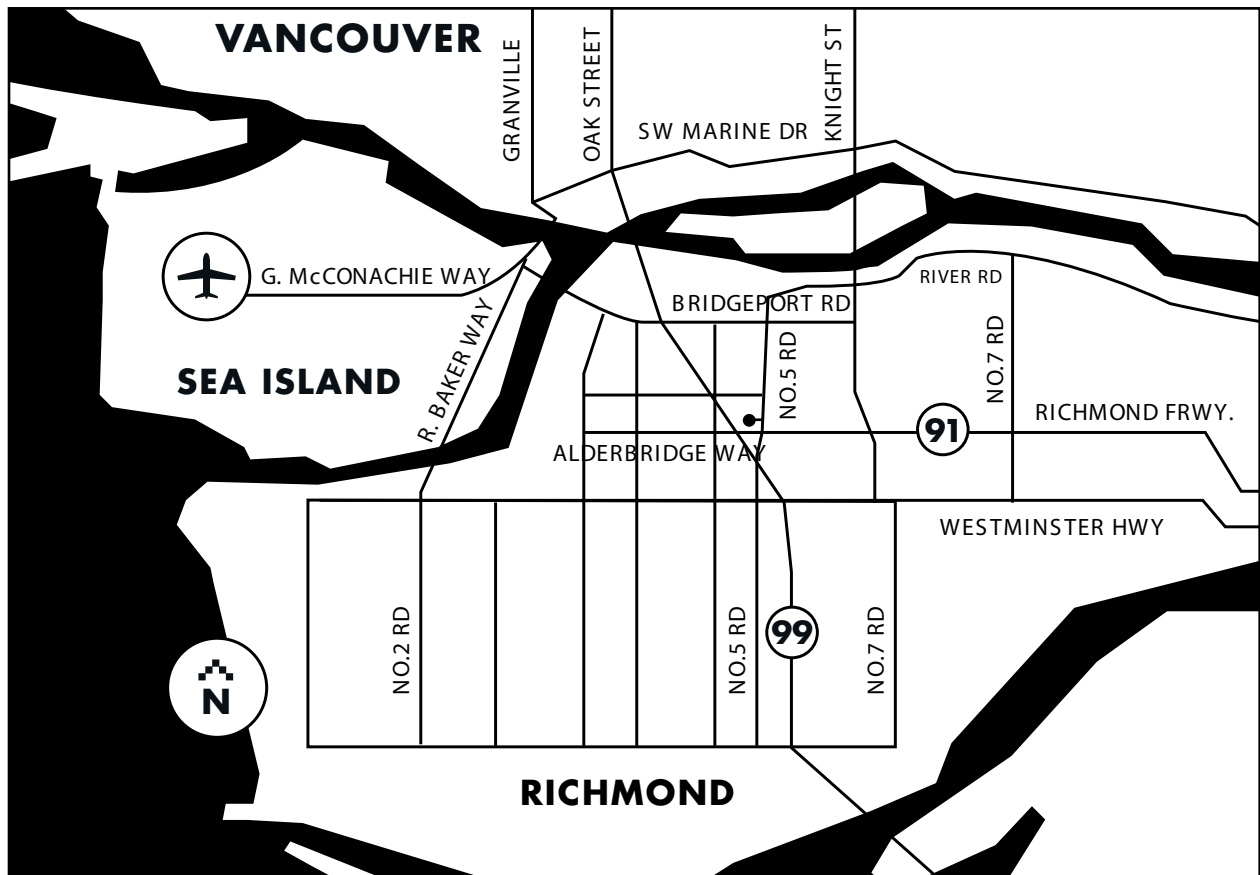 VANCOUVER
GRANVILLE
OAK STREET
KNIGHT ST
SW MARINE DR
G. McCONACHIE WAY
RIVER RD
BRIDGEPORT RD
R. BAKER WAY
NO.5 RD
NO.7 RD
SEA ISLAND
RICHMOND FRWY.
91
ALDERBRIDGE WAY
WESTMINSTER HWY
NO.2 RD
NO.5 RD
99
NO.7 RD
N
RICHMOND